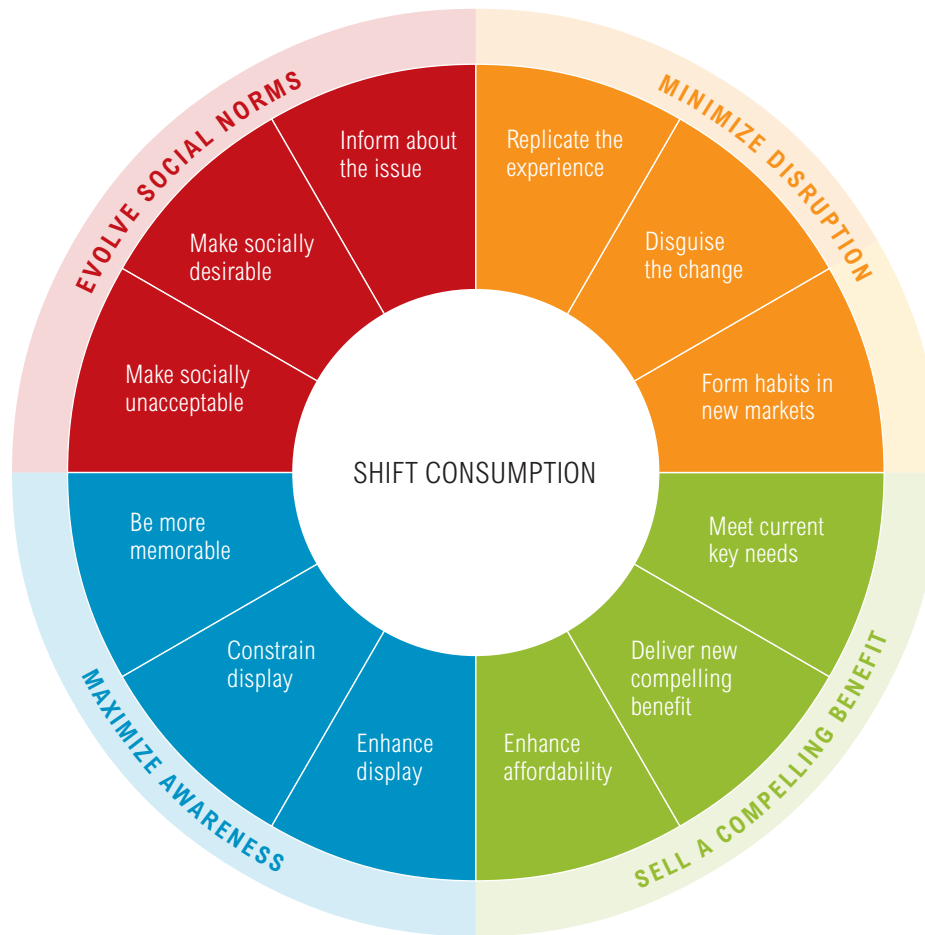 EVOLVE SOCIAL NORMS
MINIMIZE DISRUPTION
Inform about
the issue
Replicate the
experience
Make socially
desirable
Disguise
the change
Make socially
unacceptable
Form habits in
new markets
SHIFT CONSUMPTION
Be more
memorable
Meet current
key needs
Constrain
display
Deliver new
compelling
benefit
Enhance
display
Enhance
affordability
MAXIMIZE AWARENESS
SELL A COMPELLING BENEFIT